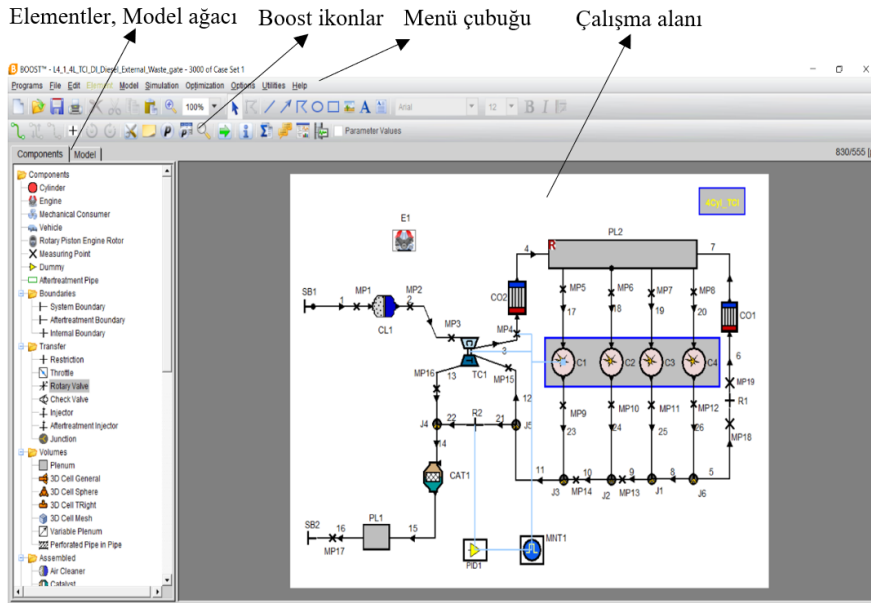 Elementler, Model ağacı
Boost ikonlar
Menü çubuğu
Çalışma alanı
BOOST™ - L4_1_4L_TCI_DI_Diesel_External_Waste_gate - 3000 of Case Set 1
Programs File Edit Element Model Simulation Optimization Options Utilities Help
100%
Arial
12
B I
Parameter Values
Components Model
830/555
Components
Cylinder
Engine
Mechanical Consumer
Vehicle
Rotary Piston Engine Rotor
Measuring Point
Dummy
Aftertreatment Pipe
Boundaries
System Boundary
Aftertreatment Boundary
Internal Boundary
Transfer
Restriction
Throttle
Rotary Valve
Check Valve
Injector
Aftertreatment Injector
Junction
Volumes
Plenum
3D Cell General
3D Cell Sphere
3D Cell TRight
3D Cell Mesh
Variable Plenum
Perforated Pipe in Pipe
Assembled
Air Cleaner
Catalyst
4Cyl_TCI
E1
PL2
R
4
7
SB1
1
MP1
MP2
2
CL1
CO2
MP5
MP6
MP7
MP8
17
18
19
20
CO1
MP3
MP4
3
TC1
C1
C2
C3
C4
6
MP16
13
MP15
MP19
R1
12
MP9
MP10
MP11
MP12
J4
22
R2
21
J5
23
24
25
26
MP18
14
CAT1
11
J3
10
MP14
J2
9
MP13
J1
8
J6
5
SB2
16
MP17
PL1
15
PID1
MNT1